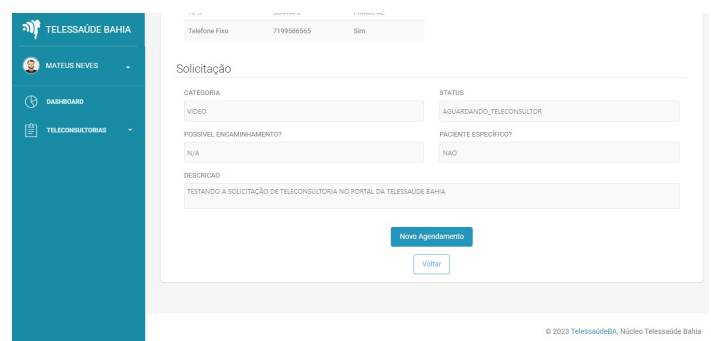 TELESSAÚDE BAHIA
MATEUS NEVES
DASHBOARD
TELECONSULTORIAS
Telefone Fixo 7199566565 Sim
Solicitação
CATEGORIA STATUS
VIDEO AGUARDANDO_TELECONSULTOR
POSSÍVEL ENCAMINHAMENTO? PACIENTE ESPECÍFICO?
N/A NAO
DESCRICAO
TESTANDO A SOLICITAÇÃO DE TELECONSULTORIA NO PORTAL DA TELESSAÚDE BAHIA
Novo Agendamento
Voltar
© 2023 TelessaúdeBA, Núcleo Telessaúde Bahia